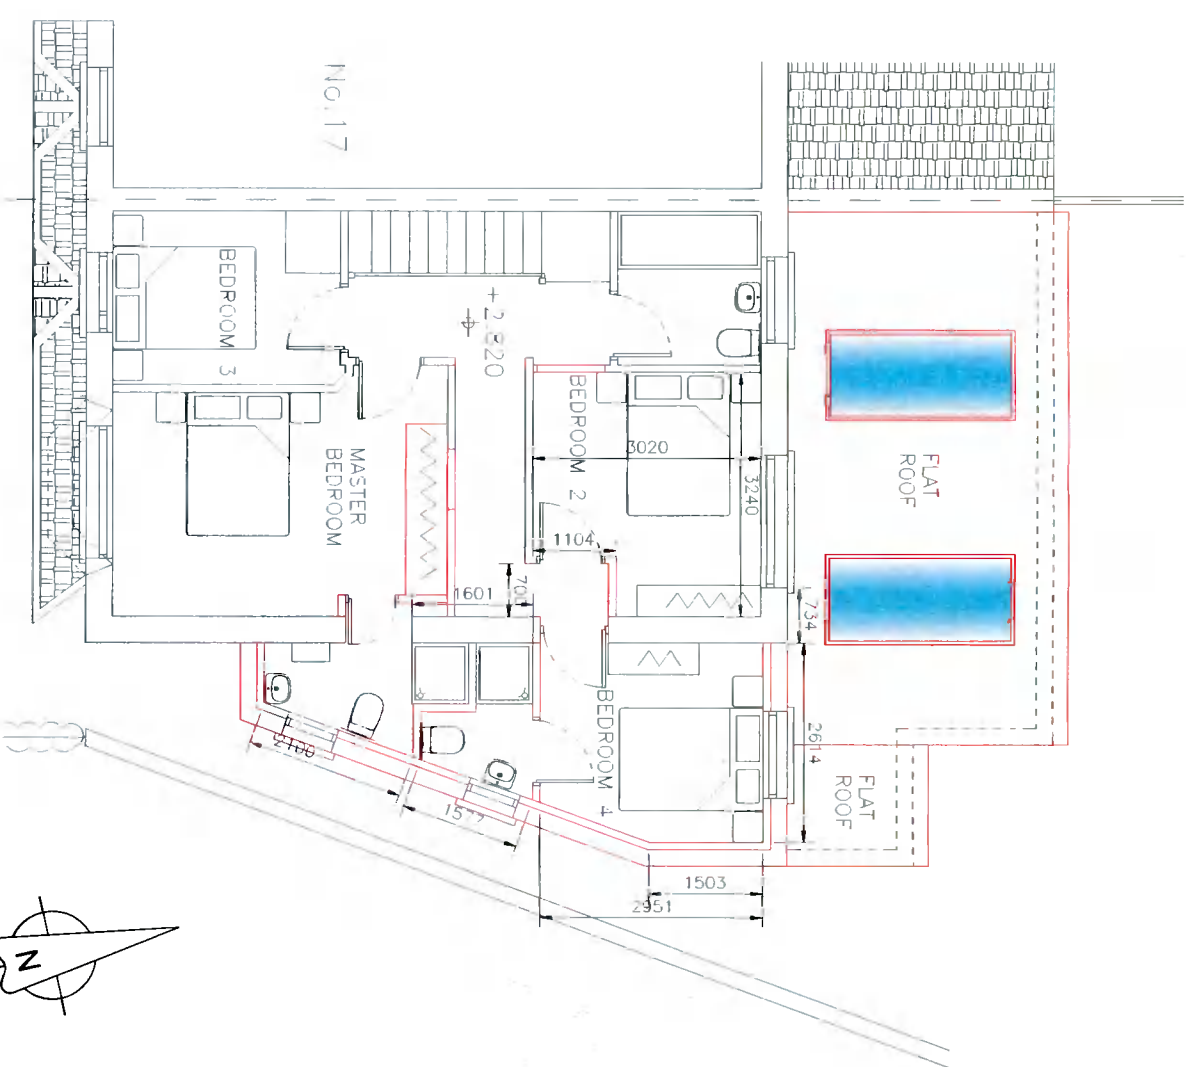 No.17
BEDROOM 3
+2.820
BEDROOM 2
3020
3240
MASTER
BEDROOM
FLAT
ROOF
1104
1601
734
2614
BEDROOM 4
2100
FLAT
ROOF
1503
2951
N